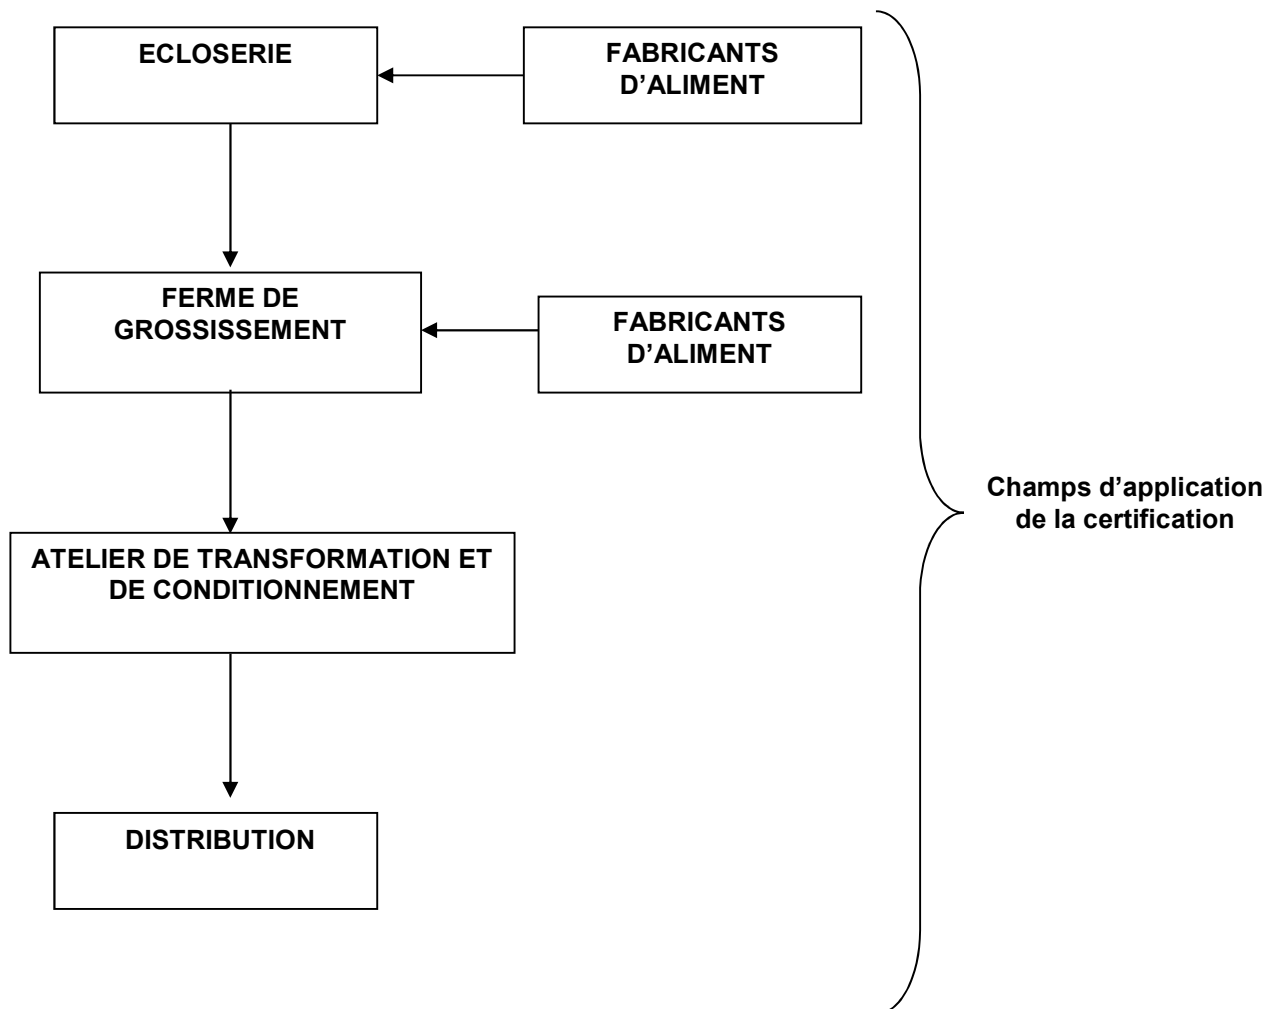 ECLOSERIE
FABRICANTS
D’ALIMENT
FERME DE
GROSSISSEMENT
FABRICANTS
D’ALIMENT
Champs d’application
de la certification
ATELIER DE TRANSFORMATION ET
DE CONDITIONNEMENT
DISTRIBUTION